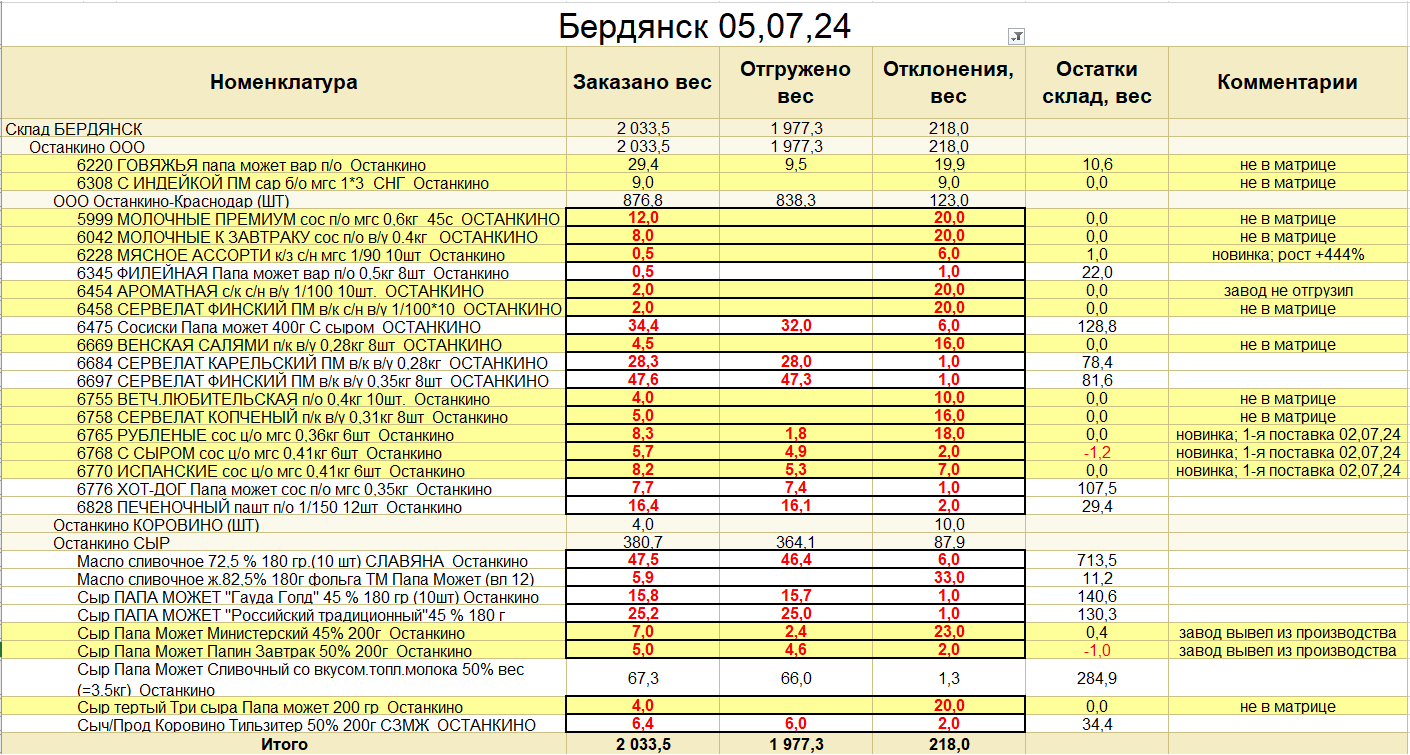 Бердянск 05,07,24
Номенклатура Заказано вес Отгружено вес Отклонения, вес Остатки склад, вес Комментарии
Склад БЕРДЯНСК 2 033,5 1 977,3 218,0
Останкино ООО 2 033,5 1 977,3 218,0
6220 ГОВЯЖЬЯ папа может вар п/о Останкино 29,4 9,5 19,9 10,6 не в матрице
6308 С ИНДЕЙКОЙ ПМ сар б/о мгс 1*3 СНГ Останкино 9,0 9,0 0,0 не в матрице
ООО Останкино-Краснодар (ШТ) 876,8 838,3 123,0
5999 МОЛОЧНЫЕ ПРЕМИУМ сос п/о мгс 0,6кг 45с ОСТАНКИНО 12,0 20,0 0,0 не в матрице
6042 МОЛОЧНЫЕ К ЗАВТРАКУ сос п/о в/у 0.4кг ОСТАНКИНО 8,0 20,0 0,0 не в матрице
6228 МЯСНОЕ АССОРТИ к/з с/н мгс 1/90 10шт Останкино 0,5 6,0 1,0 новинка; рост +444%
6345 ФИЛЕЙНАЯ Папа может вар п/о 0,5кг 8шт Останкино 0,5 1,0 22,0
6454 АРОМАТНАЯ с/к с/н в/у 1/100 10шт. ОСТАНКИНО 2,0 20,0 0,0 завод не отгрузил
6458 СЕРВЕЛАТ ФИНСКИЙ ПМ в/к с/н в/у 1/100*10 ОСТАНКИНО 2,0 20,0 0,0 не в матрице
6475 Сосиски Папа может 400г С сыром ОСТАНКИНО 34,4 32,0 6,0 128,8
6669 ВЕНСКАЯ САЛЯМИ п/к в/у 0,28кг 8шт ОСТАНКИНО 4,5 16,0 0,0 не в матрице
6684 СЕРВЕЛАТ КАРЕЛЬСКИЙ ПМ в/к в/у 0,28кг ОСТАНКИНО 28,3 28,0 1,0 78,4
6697 СЕРВЕЛАТ ФИНСКИЙ ПМ в/к в/у 0,35кг 8шт ОСТАНКИНО 47,6 47,3 1,0 81,6
6755 ВЕТЧ.ЛЮБИТЕЛЬСКАЯ п/о 0,4кг 10шт. Останкино 4,0 10,0 0,0 не в матрице
6758 СЕРВЕЛАТ КОПЧЕНЫЙ п/к в/у 0,31кг 8шт Останкино 5,0 16,0 0,0 не в матрице
6765 РУБЛЕНЫЕ сос ц/о мгс 0,36кг 6шт Останкино 8,3 1,8 18,0 0,0 новинка; 1-я поставка 02,07,24
6768 С СЫРОМ сос ц/о мгс 0,41кг 6шт Останкино 5,7 4,9 2,0 -1,2 новинка; 1-я поставка 02,07,24
6770 ИСПАНСКИЕ сос ц/о мгс 0,41кг 6шт Останкино 8,2 5,3 7,0 0,0 новинка; 1-я поставка 02,07,24
6776 ХОТ-ДОГ Папа может сос п/о мгс 0,35кг Останкино 7,7 7,4 1,0 107,5
6828 ПЕЧЕНОЧНЫЙ пашт п/о 1/150 12шт Останкино 16,4 16,1 2,0 29,4
Останкино КОРОВИНО (ШТ) 4,0 10,0
Останкино СЫР 380,7 364,1 87,9
Масло сливочное 72,5 % 180 гр.(10 шт) СЛАВЯНА Останкино 47,5 46,4 6,0 713,5
Масло сливочное ж.82,5% 180г фольга ТМ Папа Может (вл 12) 5,9 33,0 11,2
Сыр ПАПА МОЖЕТ "Гауда Голд" 45 % 180 гр (10шт) Останкино 15,8 15,7 1,0 140,6
Сыр ПАПА МОЖЕТ "Российский традиционный"45 % 180 г 25,2 25,0 1,0 130,3
Сыр Папа Может Министерский 45% 200г Останкино 7,0 2,4 23,0 0,4 завод вывел из производства
Сыр Папа Может Папин Завтрак 50% 200г Останкино 5,0 4,6 2,0 -1,0 завод вывел из производства
Сыр Папа Может Сливочный со вкусом.топл.молока 50% вес
(=3,5кг) Останкино 67,3 66,0 1,3 284,9
Сыр тертый Три сыра Папа может 200 гр Останкино 4,0 20,0 0,0 не в матрице
Сыч/Прод Коровино Тильзитер 50% 200г СЗМЖ ОСТАНКИНО 6,4 6,0 2,0 34,4
Итого 2 033,5 1 977,3 218,0